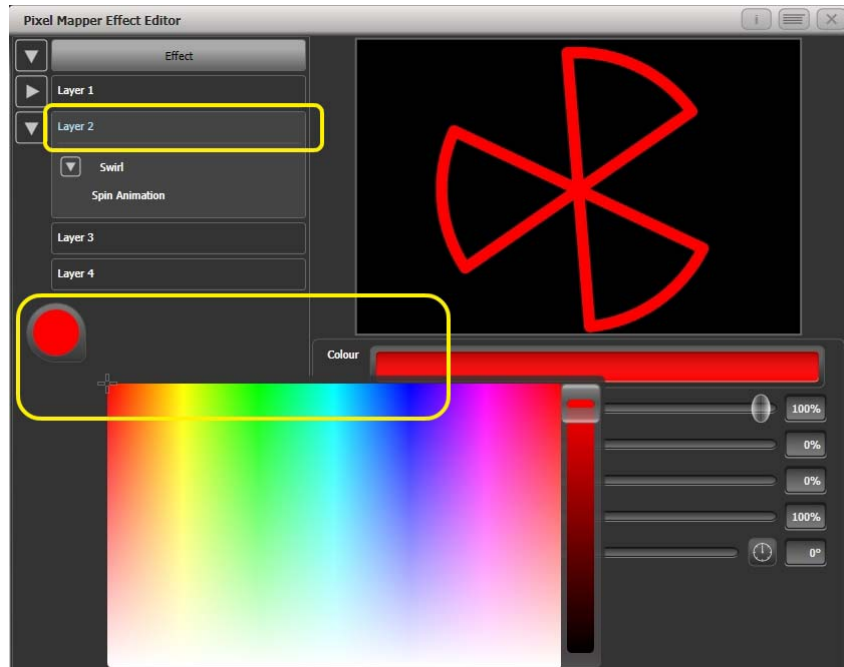 Pixel Mapper Effect Editor
i
Effect
Layer 1
Layer 2
Swirl
Spin Animation
Layer 3
Layer 4
Colour
100%
0%
0%
100%
0°